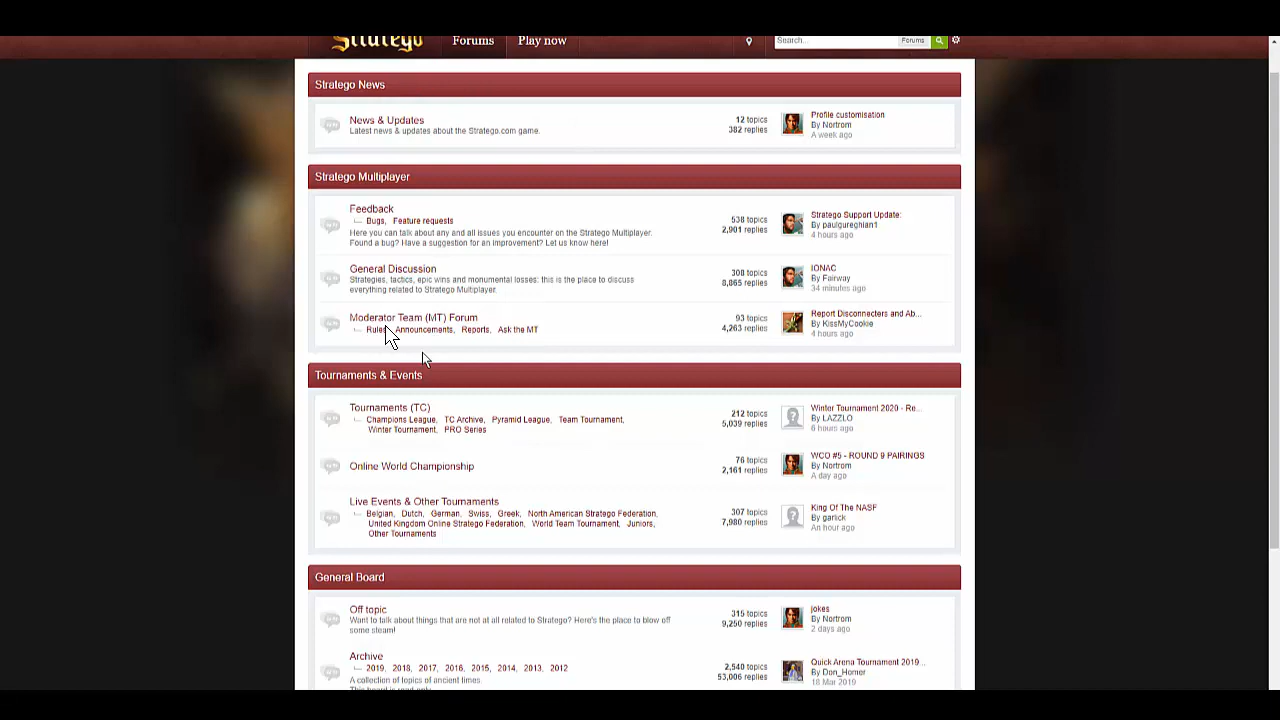 Stratego Forums Play now Search... Forums
Stratego News
News & Updates
Latest news & updates about the Stratego.com game.
12 topics
382 replies
Profile customisation
By Nortrom
A week ago
Stratego Multiplayer
Feedback
Bugs, Feature requests
Here you can talk about any and all issues you encounter on the Stratego Multiplayer.
Found a bug? Have a suggestion for an improvement? Let us know here!
538 topics
2,901 replies
Stratego Support Update:
By paulgureghian1
4 hours ago
General Discussion
Strategies, tactics, epic wins and monumental losses: this is the place to discuss
everything related to Stratego Multiplayer.
308 topics
8,865 replies
IONAC
By Fairway
34 minutes ago
Moderator Team (MT) Forum
Rules, Announcements, Reports, Ask the MT
93 topics
4,263 replies
Report Disconnecters and Ab...
By KissMyCookie
4 hours ago
Tournaments & Events
Tournaments (TC)
Champions League, TC Archive, Pyramid League, Team Tournament,
Winter Tournament, PRO Series
212 topics
5,039 replies
Winter Tournament 2020 - Re...
By LAZZLO
6 hours ago
Online World Championship
76 topics
2,161 replies
WCO #5 - ROUND 9 PAIRINGS
By Nortrom
A day ago
Live Events & Other Tournaments
Belgian, Dutch, German, Swiss, Greek, North American Stratego Federation,
United Kingdom Online Stratego Federation, World Team Tournament, Juniors,
Other Tournaments
307 topics
7,980 replies
King Of The NASF
By garlick
An hour ago
General Board
Off topic
Want to talk about things that are not at all related to Stratego? Here's the place to blow off
some steam!
315 topics
9,250 replies
jokes
By Nortrom
2 days ago
Archive
2019, 2018, 2017, 2016, 2015, 2014, 2013, 2012
A collection of topics of ancient times.
This board is read only.
2,540 topics
53,006 replies
Quick Arena Tournament 2019...
By Don_Homer
18 Mar 2019